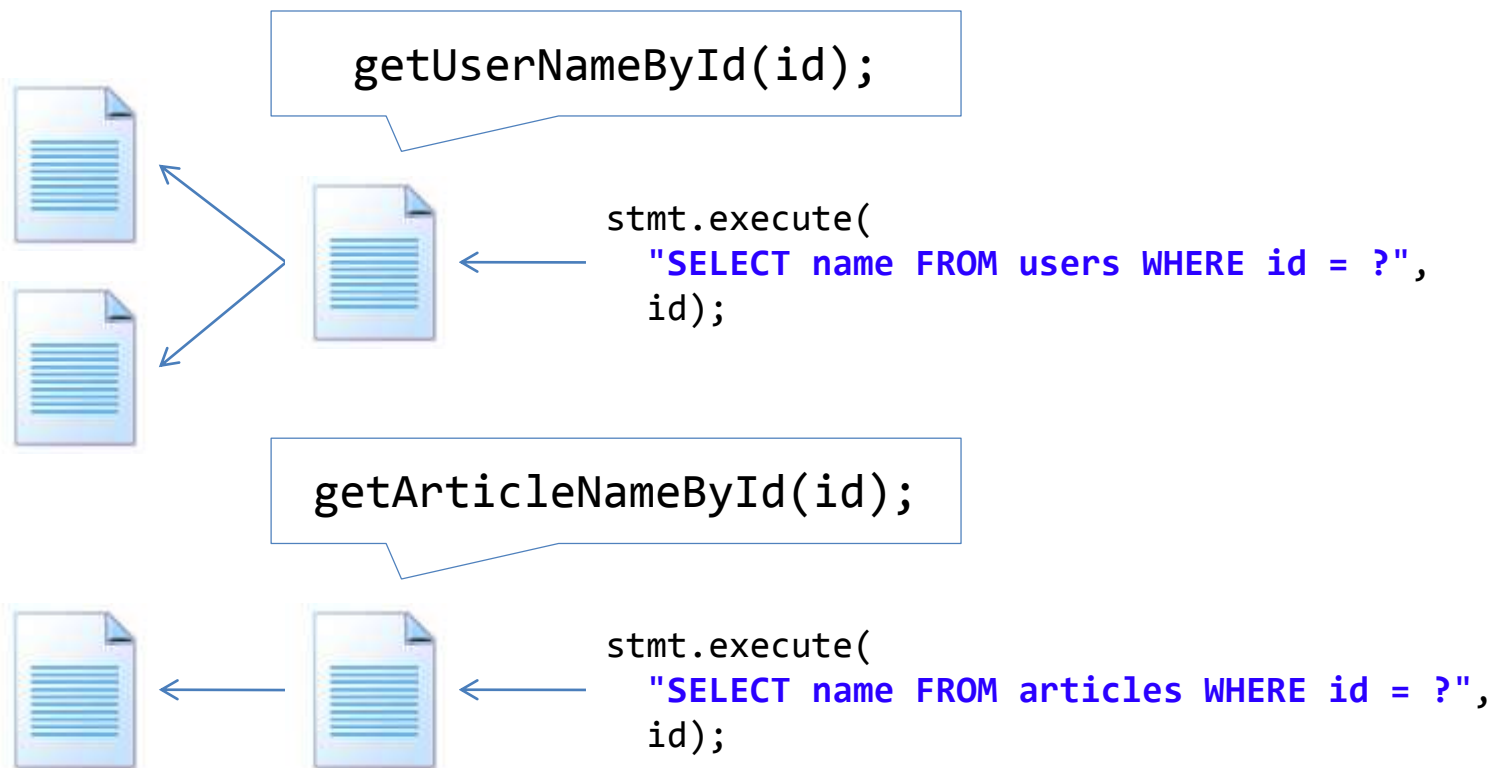 getUserNameById(id);
stmt.execute(
"SELECT name FROM users WHERE id = ?",
id);
getArticleNameById(id);
stmt.execute(
"SELECT name FROM articles WHERE id = ?",
id);